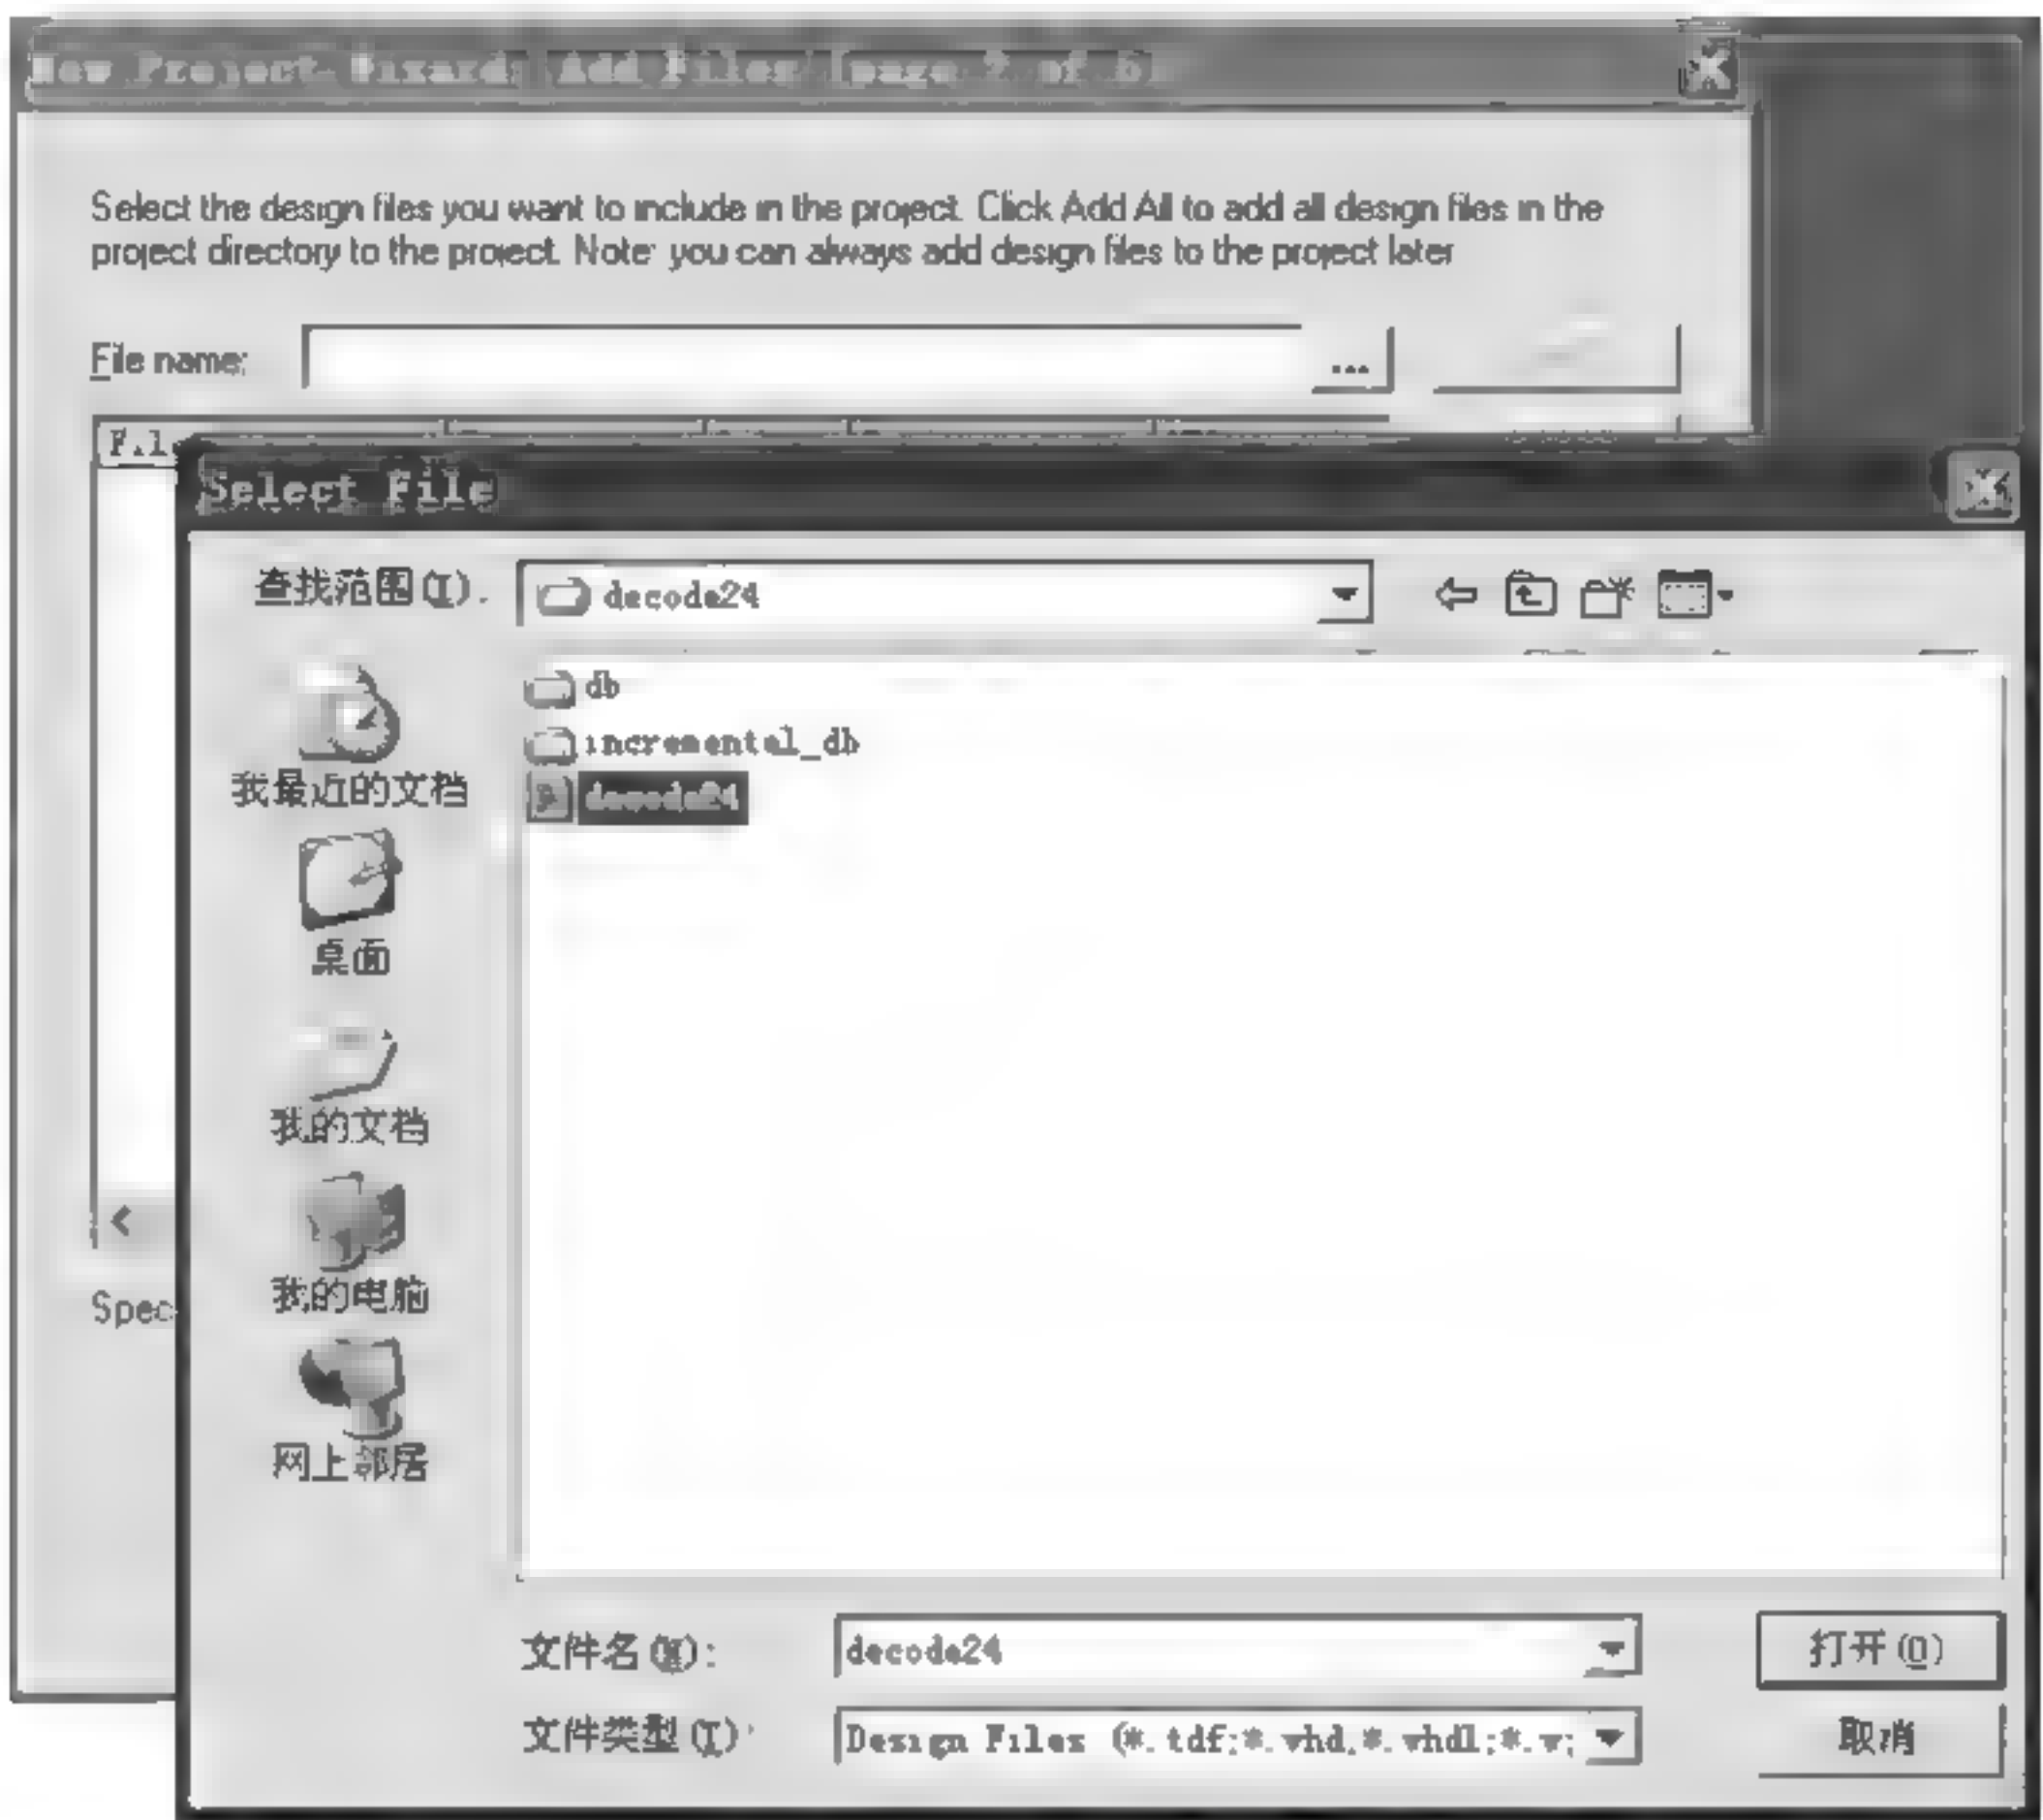 New Project Wizard: Add Files [page 2 of 5]
Select the design files you want to include in the project. Click Add All to add all design files in the
project directory to the project. Note: you can always add design files to the project later
File name:
...
Select File
查找范围(I):
decode24
db
incremental_db
decode24
我最近的文档
桌面
我的文档
我的电脑
Spec
网上邻居
文件名(N):
decode24
打开(O)
文件类型(T):
Design Files (*.tdf;*.vhd;*.vhdl;*.v;
取消